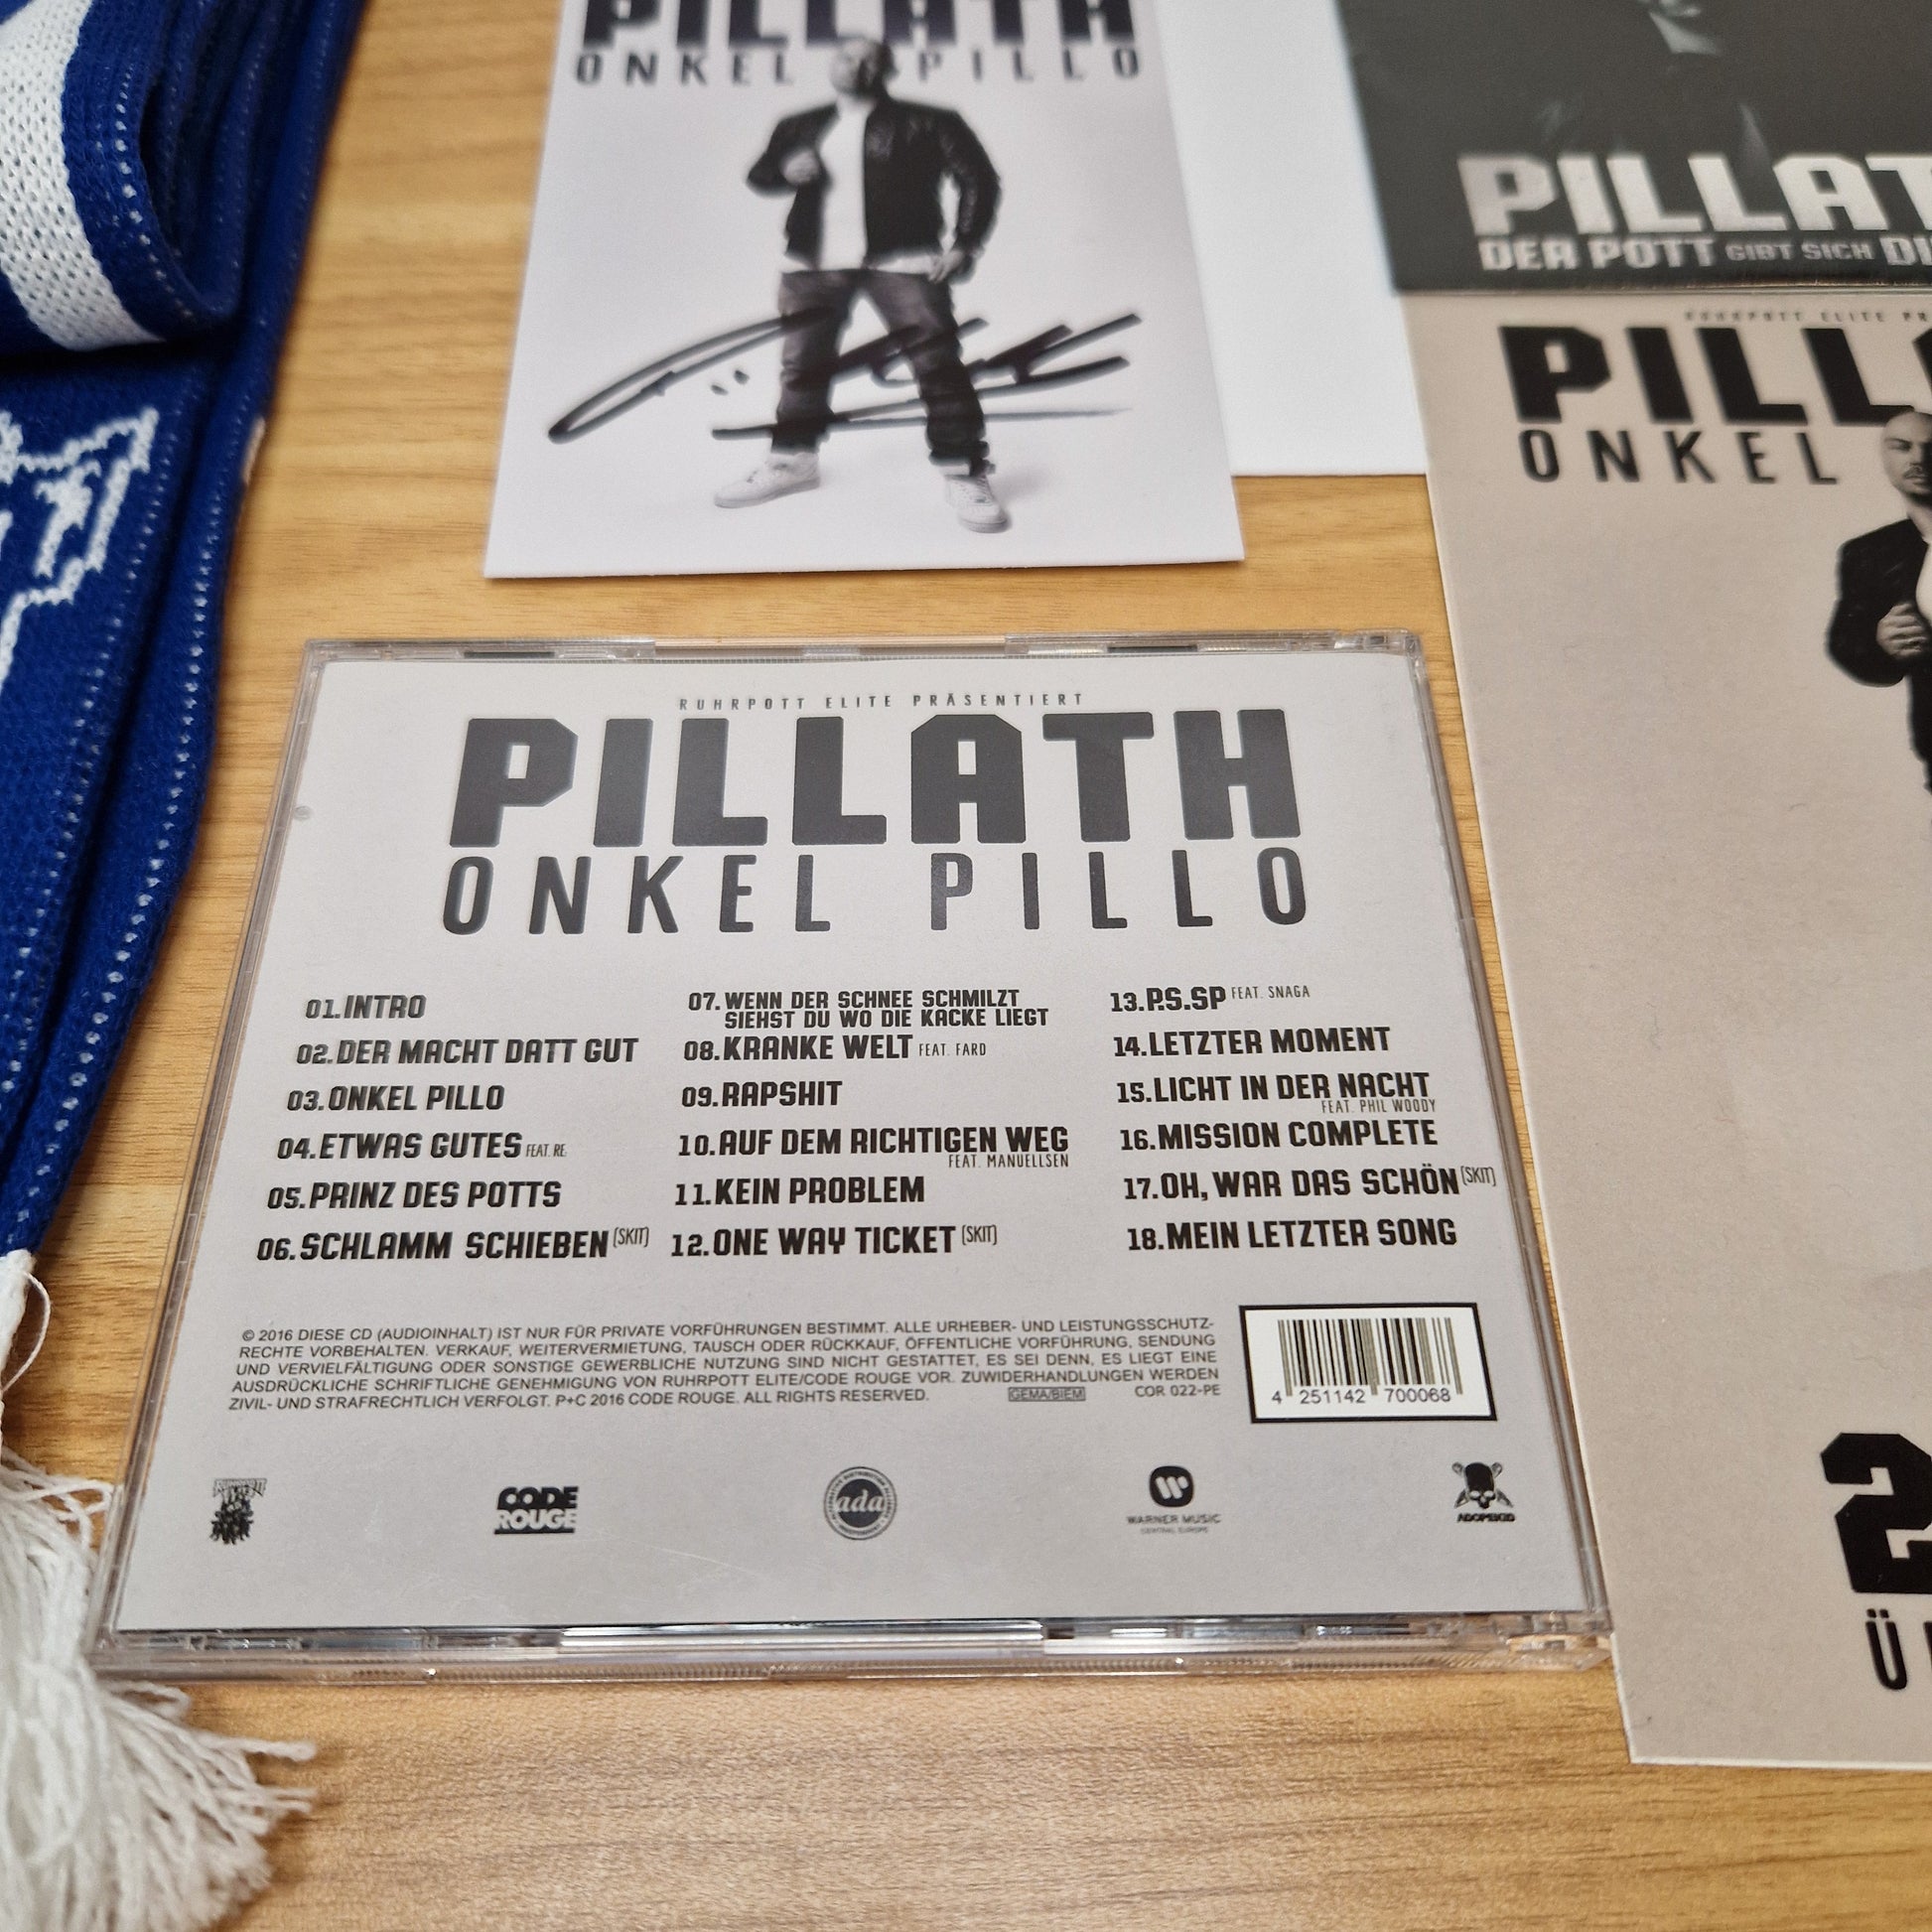 PILLATH
ONKEL PILLO
PILLAT
DER POTT GIBT SICH
PILL
ONKEL
RUHRPOTT ELITE PRÄSENTIERT
PILLATH
ONKEL PILLO
01. INTRO
02. DER MACHT DATT GUT
03. ONKEL PILLO
04. ETWAS GUTES FEAT. RE
05. PRINZ DES POTTS
06. SCHLAMM SCHIEBEN (SKIT)
07. WENN DER SCHNEE SCHMILZT
SIEHST DU WO DIE KACKE LIEGT
08. KRANKE WELT FEAT. FARD
09. RAPSHIT
10. AUF DEM RICHTIGEN WEG
FEAT. MANUELLSEN
11. KEIN PROBLEM
12. ONE WAY TICKET (SKIT)
13. P.S.SP FEAT. SNAGA
14. LETZTER MOMENT
15. LICHT IN DER NACHT
FEAT. PHIL WOODY
16. MISSION COMPLETE
17. OH, WAR DAS SCHÖN (SKIT)
18. MEIN LETZTER SONG
© 2016 DIESE CD (AUDIOINHALT) IST NUR FÜR PRIVATE VORFÜHRUNGEN BESTIMMT. ALLE URHEBER- UND LEISTUNGSSCHUTZ-
RECHTE VORBEHALTEN. VERKAUF, WEITERVERMIETUNG, TAUSCH ODER RÜCKKAUF, ÖFFENTLICHE VORFÜHRUNG, SENDUNG
UND VERVIELFÄLTIGUNG ODER SONSTIGE GEWERBLICHE NUTZUNG SIND NICHT GESTATTET, ES SEI DENN, ES LIEGT EINE
AUSDRÜCKLICHE SCHRIFTLICHE GENEHMIGUNG VON RUHRPOTT ELITE/CODE ROUGE VOR. ZUWIDERHANDLUNGEN WERDEN
ZIVIL- UND STRAFRECHTLICH VERFOLGT. P+C 2016 CODE ROUGE. ALL RIGHTS RESERVED. GEMA/BIEM COR 022-PE
4 251142 700068
RUHRPOTT
CODE
ROUGE
ada
WARNER MUSIC
CENTRAL EUROPE
2
Ü